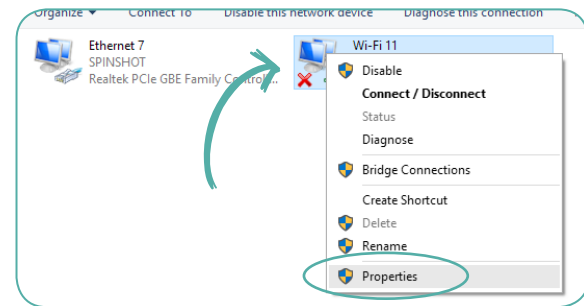 Organize Connect To Disable this network device Diagnose this connection
Ethernet 7
SPINSHOT
Realtek PCIe GBE Family Control...
Wi-Fi 11
Disable
Connect / Disconnect
Status
Diagnose
Bridge Connections
Create Shortcut
Delete
Rename
Properties